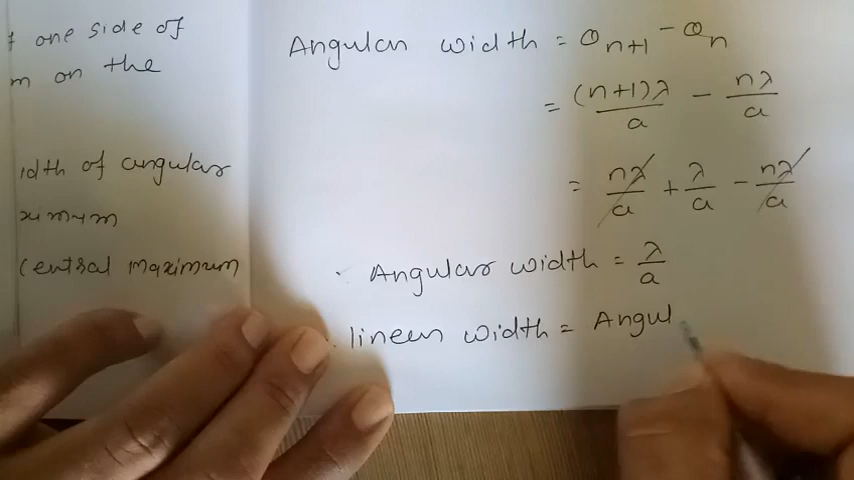 one side of
on the
idth of angular
ximum
Central maximum
Angular width = θn+1 - θn
= (n+1)λ/a - nλ/a
= nλ/a + λ/a - nλ/a
Angular width = λ/a
linear width = Angul